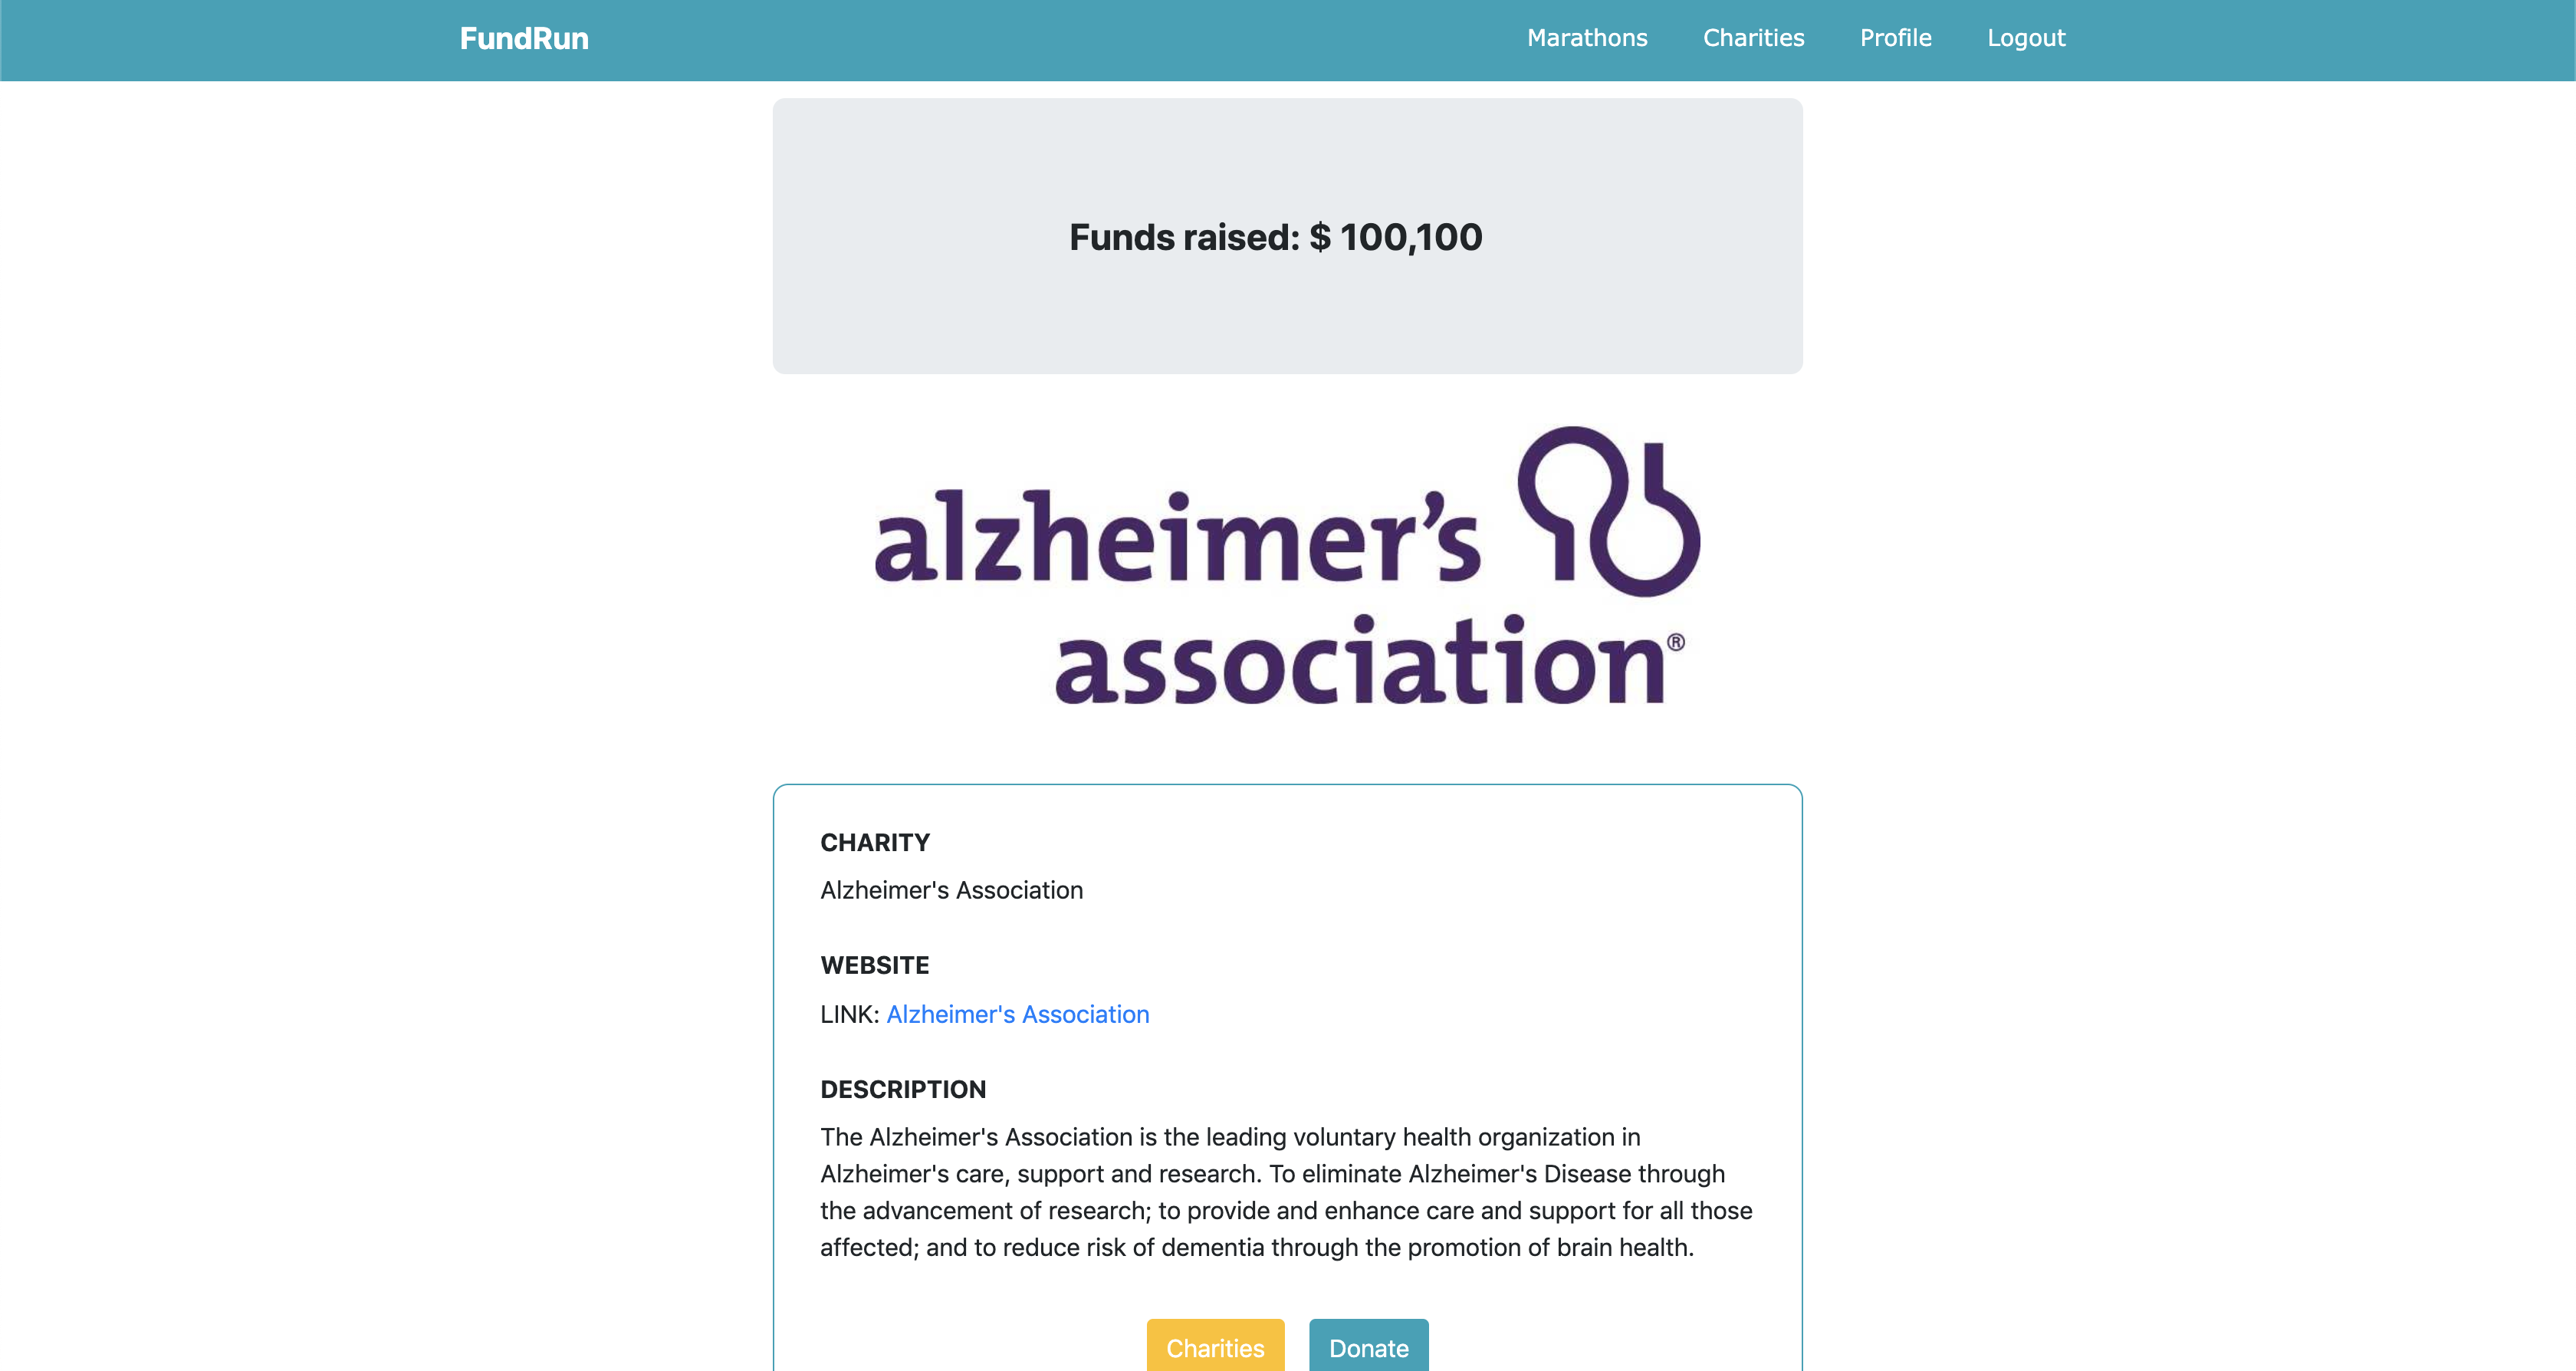 FundRun Marathons Charities Profile Logout
Funds raised: $ 100,100
alzheimer’s
association®
CHARITY
Alzheimer's Association
WEBSITE
LINK: Alzheimer's Association
DESCRIPTION
The Alzheimer's Association is the leading voluntary health organization in
Alzheimer's care, support and research. To eliminate Alzheimer's Disease through
the advancement of research; to provide and enhance care and support for all those
affected; and to reduce risk of dementia through the promotion of brain health.
Charities Donate